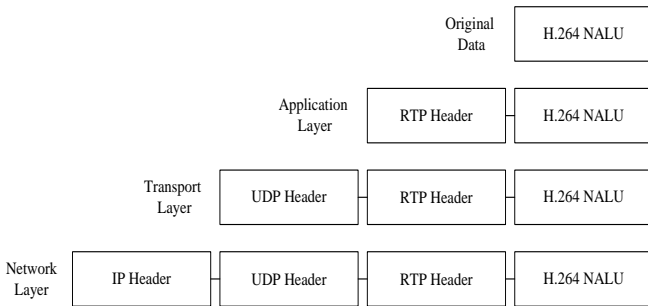 Original
Data
H.264 NALU
Application
Layer
RTP Header
H.264 NALU
Transport
Layer
UDP Header
RTP Header
H.264 NALU
Network
Layer
IP Header
UDP Header
RTP Header
H.264 NALU